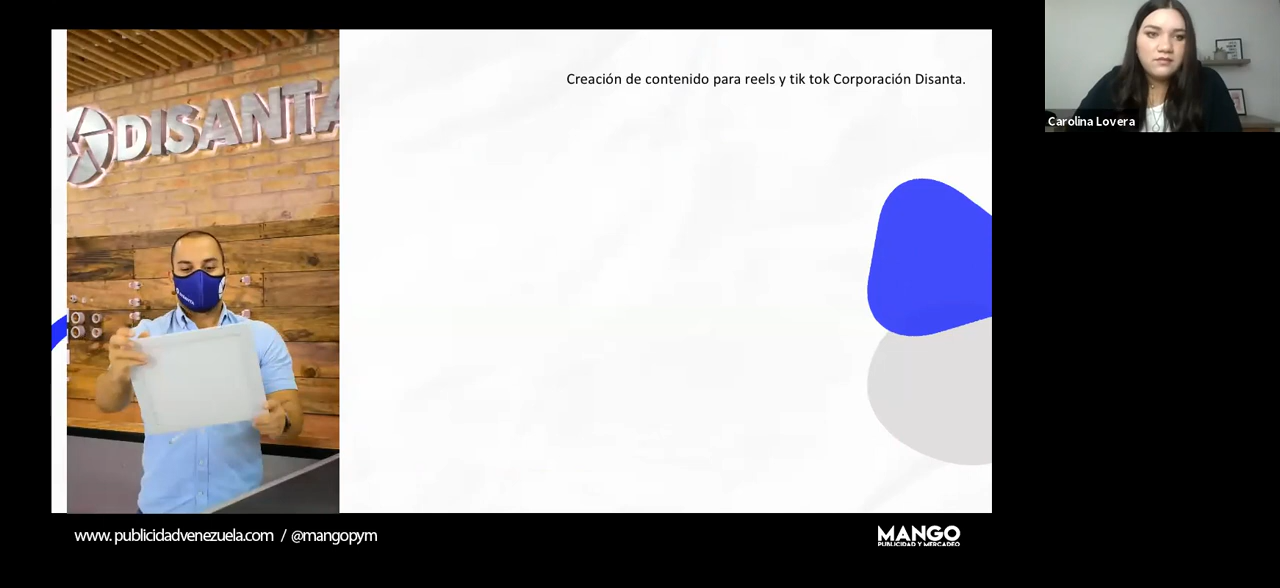 Creación de contenido para reels y tik tok Corporación Disanta.
DISANTA
DISANTA
Carolina Lovera
www.publicidadvenezuela.com / @mangopym
MANGO
PUBLICIDAD Y MERCADEO